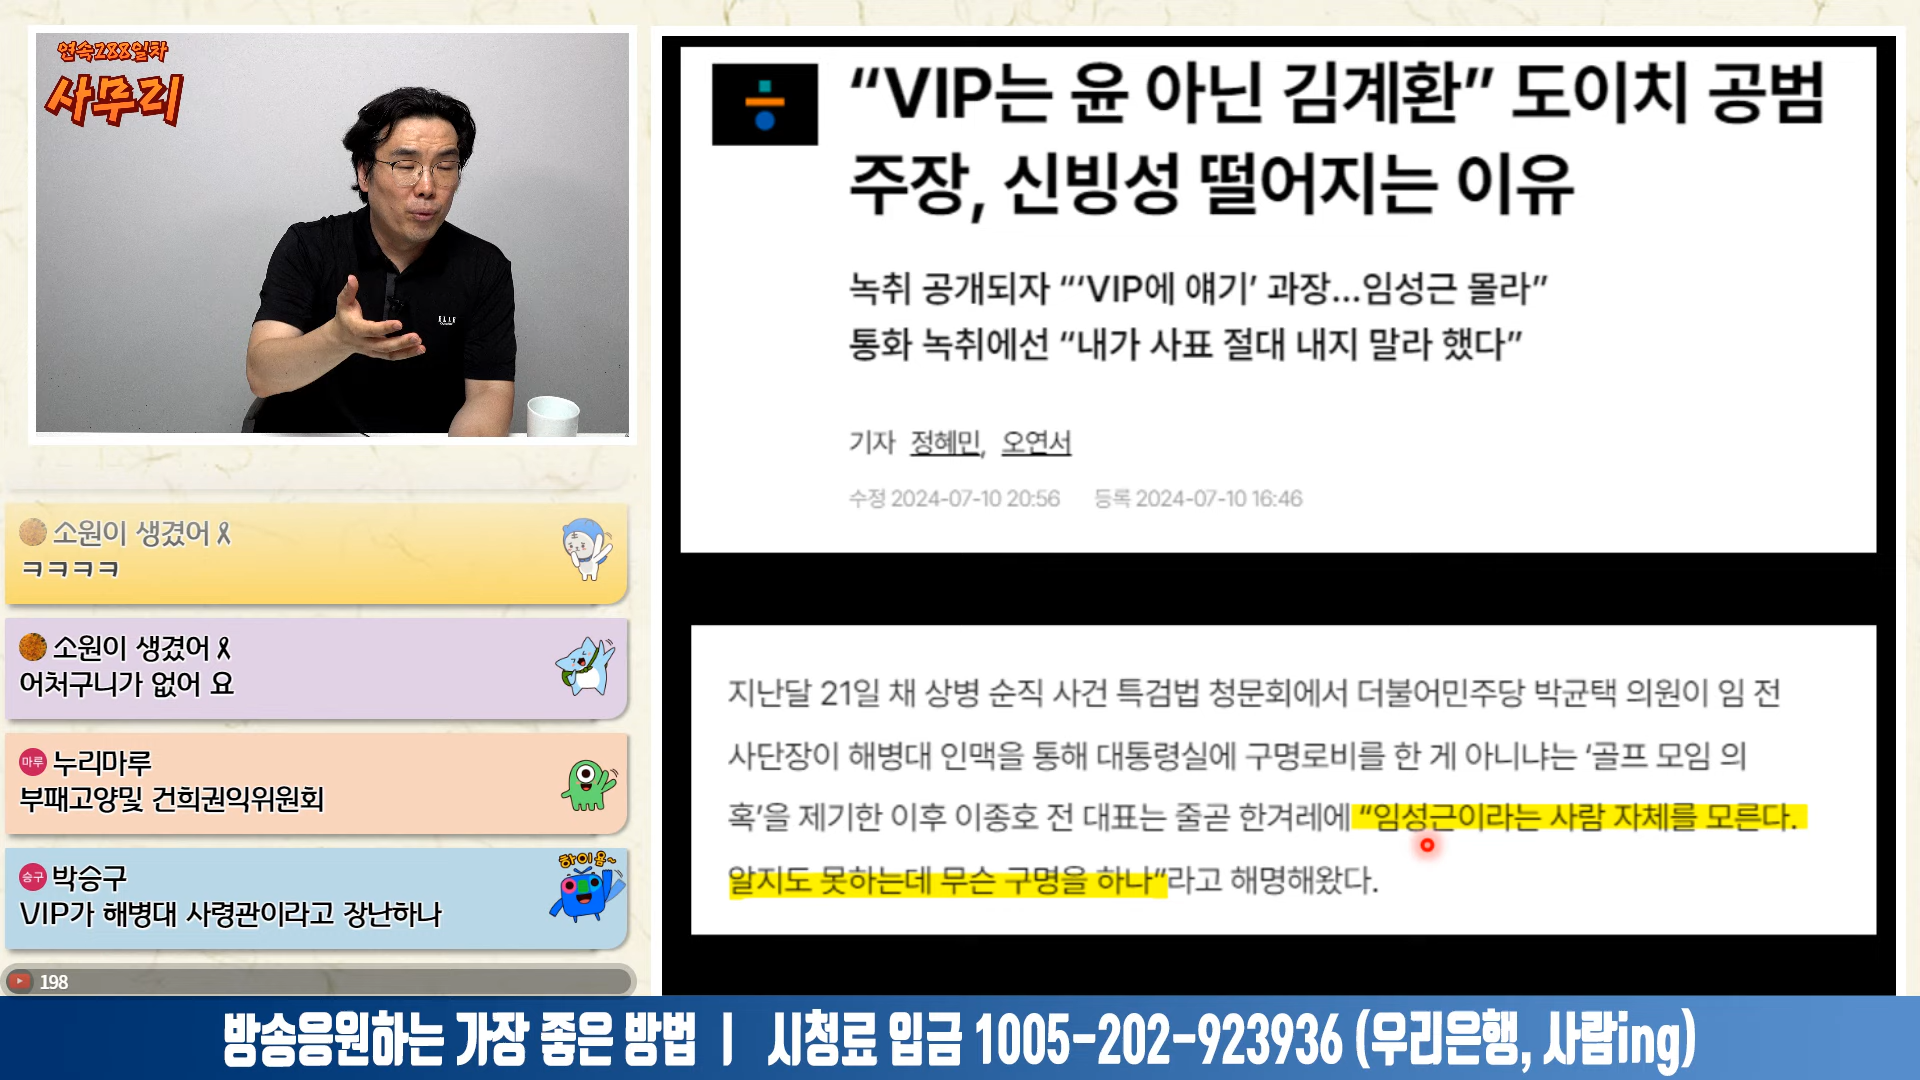 연속288일차
사무리
ELLE
소원이 생겼어🎗
ㅋㅋㅋㅋ
소원이 생겼어🎗
어처구니가 없어 요
마루 누리마루
부패고양및 건희권익위원회
하이욤~
승구 박승구
VIP가 해병대 사령관이라고 장난하나
198
“VIP는 윤 아닌 김계환” 도이치 공범
주장, 신빙성 떨어지는 이유
녹취 공개되자 “‘VIP에 얘기’ 과장…임성근 몰라”
통화 녹취에선 “내가 사표 절대 내지 말라 했다”
기자 정혜민, 오연서
수정 2024-07-10 20:56 등록 2024-07-10 16:46
지난달 21일 채 상병 순직 사건 특검법 청문회에서 더불어민주당 박균택 의원이 임 전
사단장이 해병대 인맥을 통해 대통령실에 구명로비를 한 게 아니냐는 ‘골프 모임 의
혹’을 제기한 이후 이종호 전 대표는 줄곧 한겨레에 “임성근이라는 사람 자체를 모른다.
알지도 못하는데 무슨 구명을 하나”라고 해명해왔다.
방송응원하는 가장 좋은 방법 ㅣ 시청료 입금 1005-202-923936 (우리은행, 사람ing)